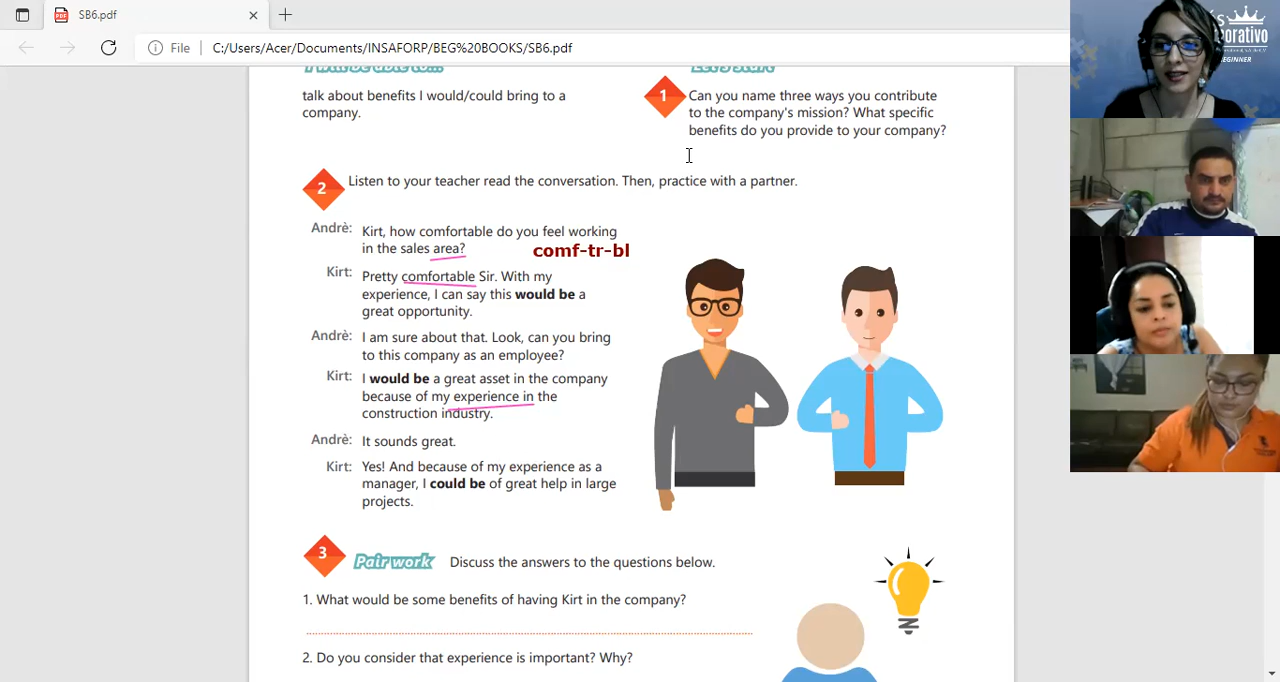 SB6.pdf
File
C:/Users/Acer/Documents/INSAFORP/BEG%20BOOKS/SB6.pdf
talk about benefits I would/could bring to a
company.
Let's Start
1
Can you name three ways you contribute
to the company's mission? What specific
benefits do you provide to your company?
2
Listen to your teacher read the conversation. Then, practice with a partner.
Andrè: Kirt, how comfortable do you feel working
in the sales area?
comf-tr-bl
Kirt: Pretty comfortable Sir. With my
experience, I can say this would be a
great opportunity.
Andrè: I am sure about that. Look, can you bring
to this company as an employee?
Kirt: I would be a great asset in the company
because of my experience in the
construction industry.
Andrè: It sounds great.
Kirt: Yes! And because of my experience as a
manager, I could be of great help in large
projects.
3
Pair work
Discuss the answers to the questions below.
1. What would be some benefits of having Kirt in the company?
2. Do you consider that experience is important? Why?